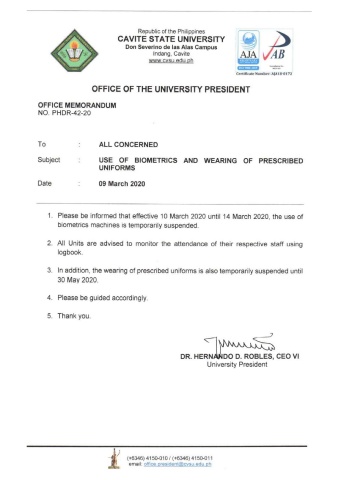 Republic of the Philippines
CAVITE STATE UNIVERSITY
Don Severino de las Alas Campus
Indang, Cavite
www.cvsu.edu.ph
AJA
JAB
Certificate Number: AJA19-0173
OFFICE OF THE UNIVERSITY PRESIDENT
OFFICE MEMORANDUM
NO. PHDR-42-20
To : ALL CONCERNED
Subject : USE OF BIOMETRICS AND WEARING OF PRESCRIBED
UNIFORMS
Date : 09 March 2020
1. Please be informed that effective 10 March 2020 until 14 March 2020, the use of
biometrics machines is temporarily suspended.
2. All Units are advised to monitor the attendance of their respective staff using
logbook.
3. In addition, the wearing of prescribed uniforms is also temporarily suspended until
30 May 2020.
4. Please be guided accordingly.
5. Thank you.
DR. HERNANDO D. ROBLES, CEO VI
University President
(+6346) 4150-010 / (+6346) 4150-011
email: office.president@cvsu.edu.ph